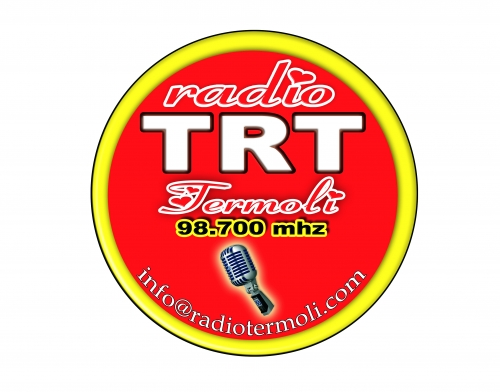 radio
TRT
Termoli
98.700 mhz
info@radiotermoli.com